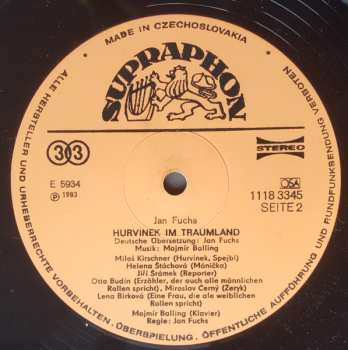 • MADE IN CZECHOSLOVAKIA •
SUPRAPHON
33
STEREO
E 5934
℗ 1983
OSA
1118 3345
SEITE 2
Jan Fuchs
HURVINEK IM TRAUMLAND
Deutsche Übersetzung: Jan Fuchs
Musik: Mojmír Balling
Miloš Kirschner (Hurvinek, Spejbl)
Helena Štáchová (Mánička)
Jiří Šrámek (Reporter)
Otto Budín (Erzähler, der auch alle männlichen
Rollen spricht), Miroslav Černý (Žeryk)
Lena Birková (Eine Frau, die alle weiblichen
Rollen spricht)
Mojmír Balling (Klavier)
Regie: Jan Fuchs
ALLE HERSTELLER UND URHEBERRECHTE VORBEHALTEN • ÜBERSPIELUNG, ÖFFENTLICHE AUFFÜHRUNG UND RUNDFUNKSENDUNG VERBOTEN